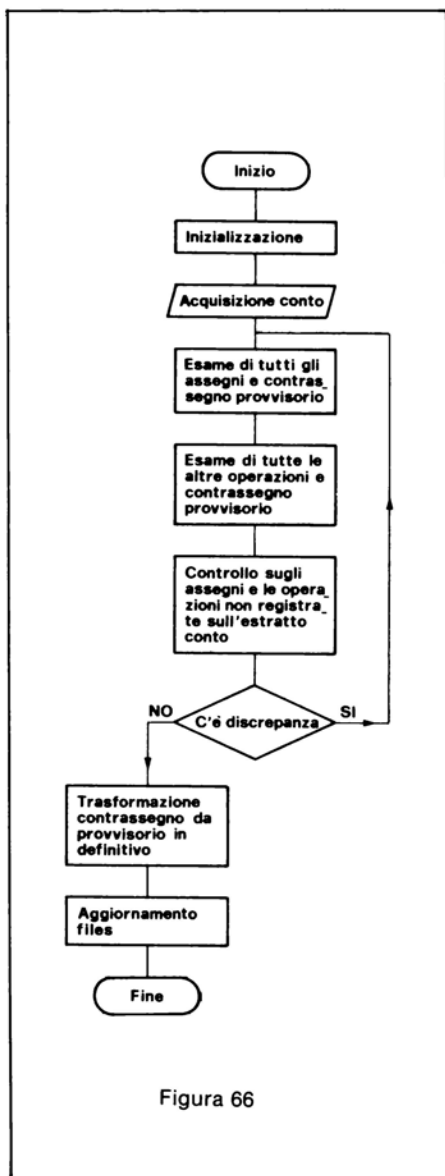 Inizio
Inizializzazione
Acquisizione conto
Esame di tutti gli
assegni e contras_
segno provvisorio
Esame di tutte le
altre operazioni e
contrassegno
provvisorio
Controllo sugli
assegni e le opera_
zioni non registra_
te sull'estratto
conto
NO
C'è discrepanza
SI
Trasformazione
contrassegno da
provvisorio in
definitivo
Aggiornamento
files
Fine
Figura 66